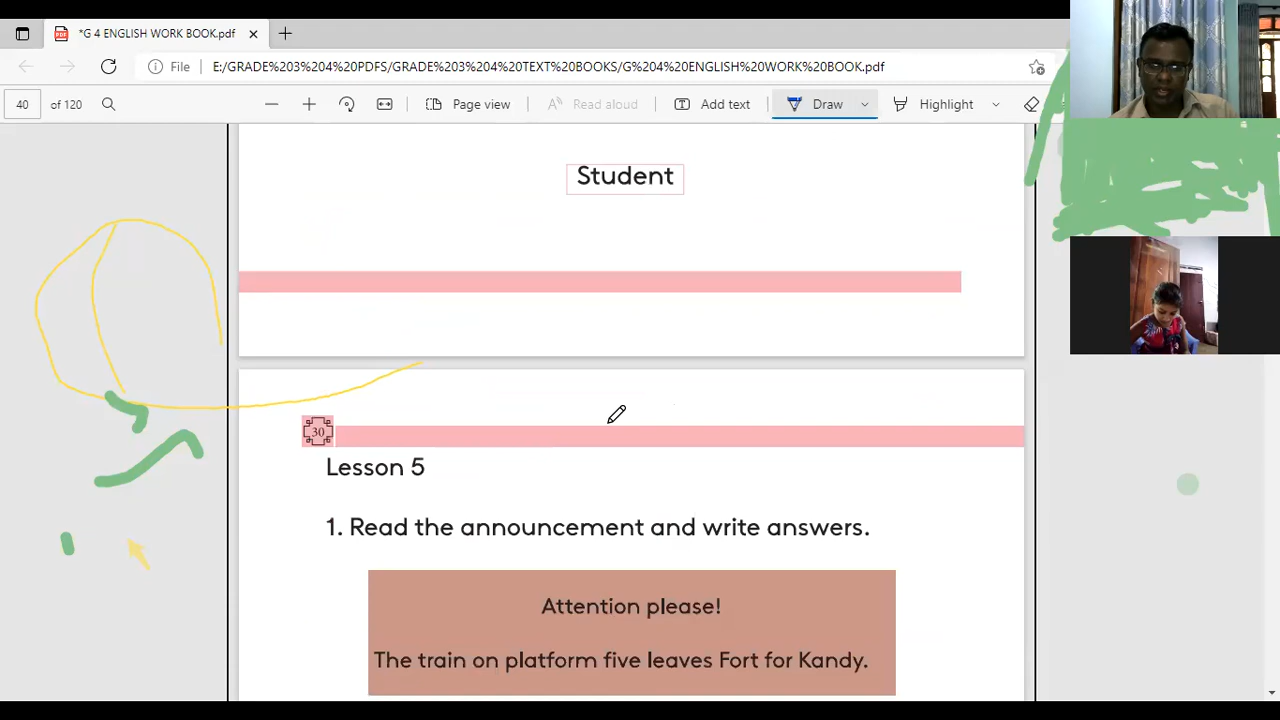 *G 4 ENGLISH WORK BOOK.pdf
File E:/GRADE%203%204%20PDFS/GRADE%203%204%20TEXT%20BOOKS/G%204%20ENGLISH%20WORK%20BOOK.pdf
40 of 120 Page view Read aloud Add text Draw Highlight
Student
30
Lesson 5
1. Read the announcement and write answers.
Attention please!
The train on platform five leaves Fort for Kandy.